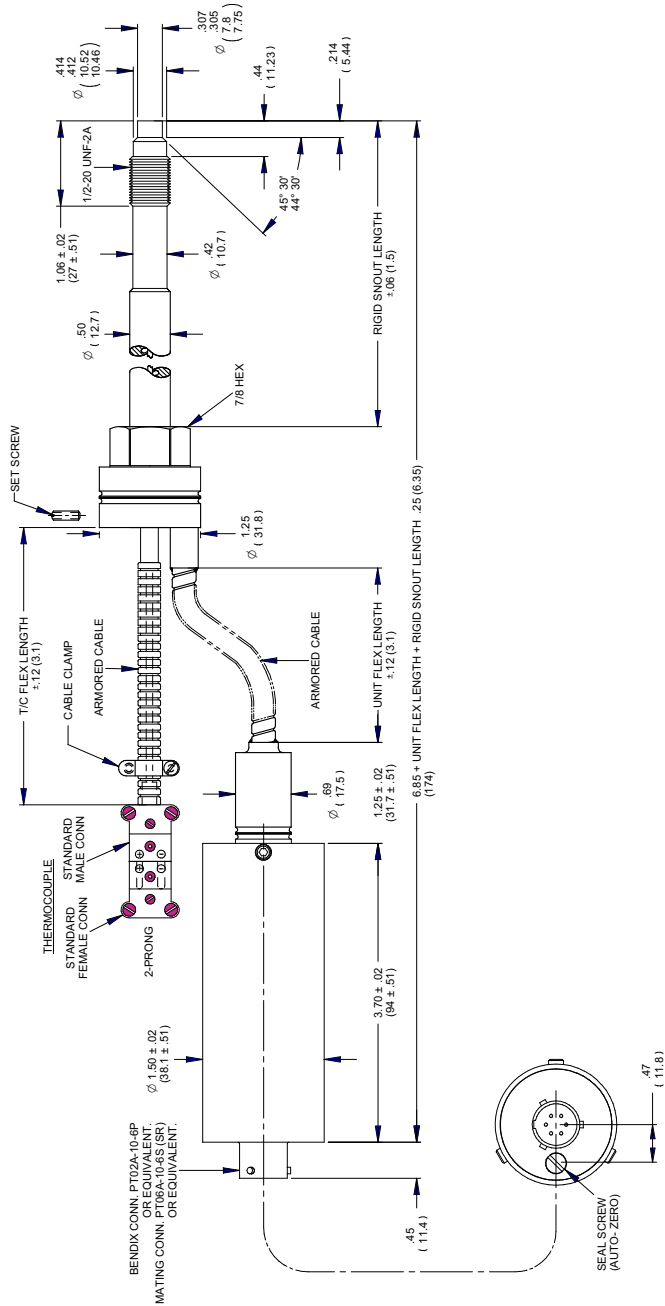 BENDIX CONN. PT02A-10-6P
OR EQUIVALENT.
MATING CONN. PT06A-10-6S (SR)
OR EQUIVALENT.
THERMOCOUPLE
STANDARD
FEMALE CONN
STANDARD
MALE CONN
2-PRONG
T/C FLEX LENGTH
±.12 (3.1)
CABLE CLAMP
ARMORED CABLE
SET SCREW
1.06 ± .02
(27 ± .51)
1/2-20 UNF-2A
.414
.412
Ø ( 10.52
10.46 )
.307
.305
Ø ( 7.8
7.75 )
.50
Ø ( 12.7 )
.42
Ø ( 10.7 )
45° 30'
44° 30'
.44
( 11.23 )
.214
( 5.44 )
7/8 HEX
RIGID SNOUT LENGTH
±.06 (1.5)
1.25
Ø ( 31.8 )
ARMORED CABLE
UNIT FLEX LENGTH
±.12 (3.1)
.69
Ø ( 17.5 )
1.25 ± .02
(31.7 ± .51)
Ø 1.50 ± .02
(38.1 ± .51)
3.70 ± .02
(94 ± .51)
6.85 + UNIT FLEX LENGTH + RIGID SNOUT LENGTH .25 (6.35)
(174)
.45
( 11.4 )
SEAL SCREW
(AUTO- ZERO)
.47
( 11.8 )